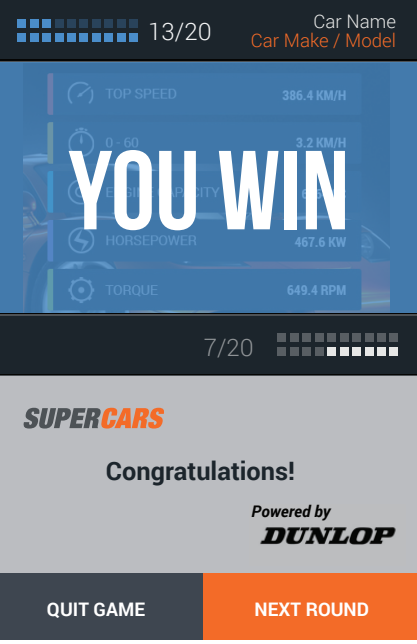 13/20
Car Name
Car Make / Model
TOP SPEED 386.4 KM/H
0 - 60 3.2 KM/H
YOU WIN
ENGINE CAPACITY
HORSEPOWER 467.6 KW
TORQUE 649.4 RPM
7/20
SUPERCARS
Congratulations!
Powered by
DUNLOP
QUIT GAME NEXT ROUND